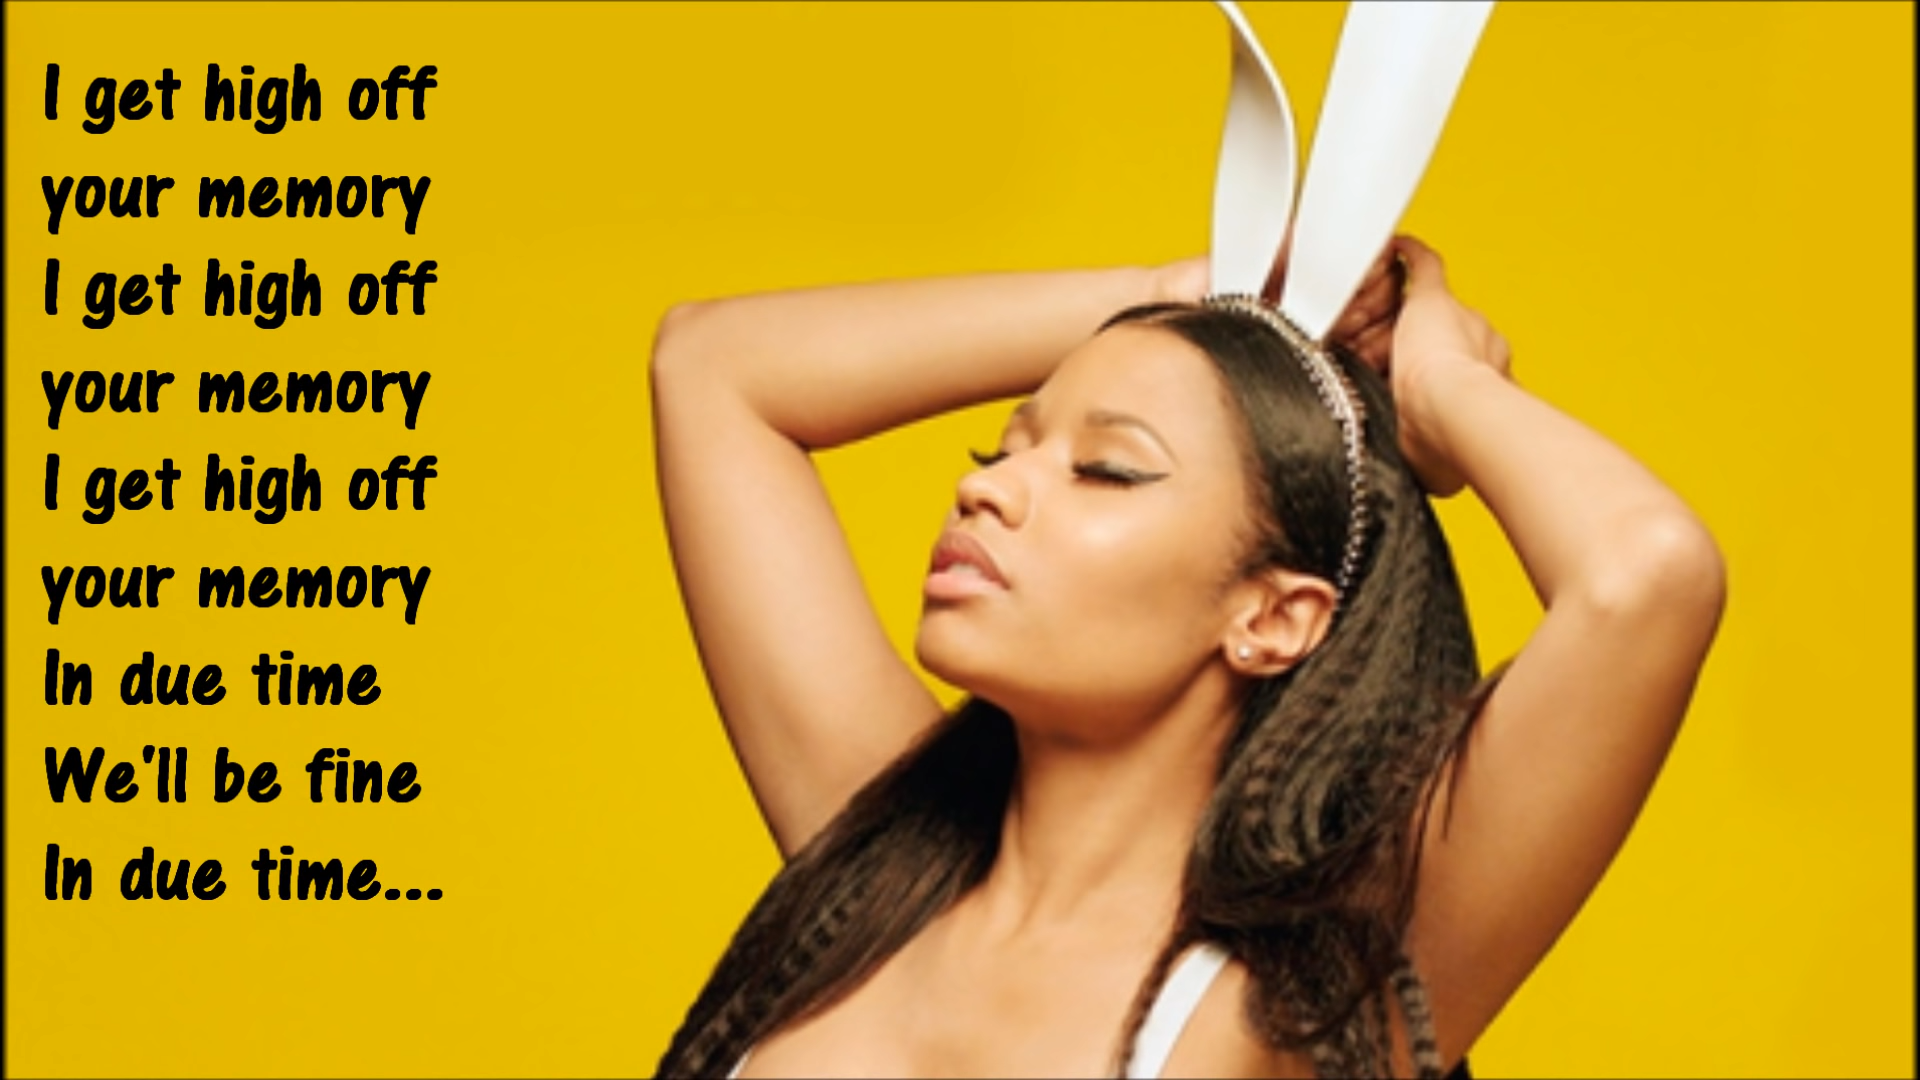 I get high off
your memory
I get high off
your memory
I get high off
your memory
In due time
We'll be fine
In due time...